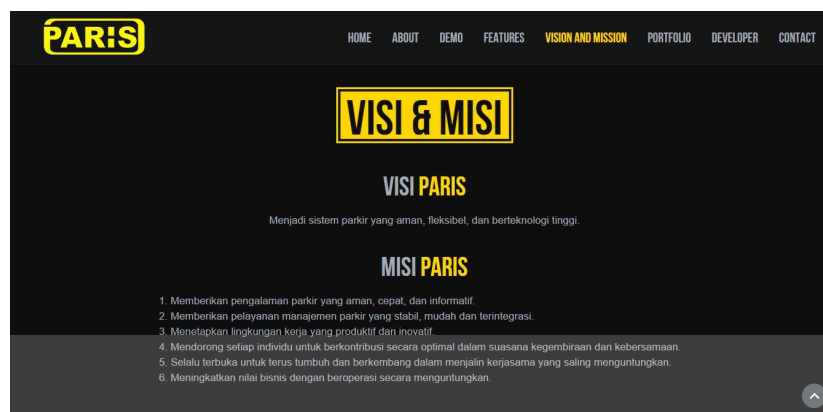 PARIS
HOME ABOUT DEMO FEATURES VISION AND MISSION PORTFOLIO DEVELOPER CONTACT
VISI & MISI
VISI PARIS
Menjadi sistem parkir yang aman, fleksibel, dan berteknologi tinggi.
MISI PARIS
1. Memberikan pengalaman parkir yang aman, cepat, dan informatif.
2. Memberikan pelayanan manajemen parkir yang stabil, mudah dan terintegrasi.
3. Menetapkan lingkungan kerja yang produktif dan inovatif.
4. Mendorong setiap individu untuk berkontribusi secara optimal dalam suasana kegembiraan dan kebersamaan.
5. Selalu terbuka untuk terus tumbuh dan berkembang dalam menjalin kerjasama yang saling menguntungkan.
6. Meningkatkan nilai bisnis dengan beroperasi secara menguntungkan.